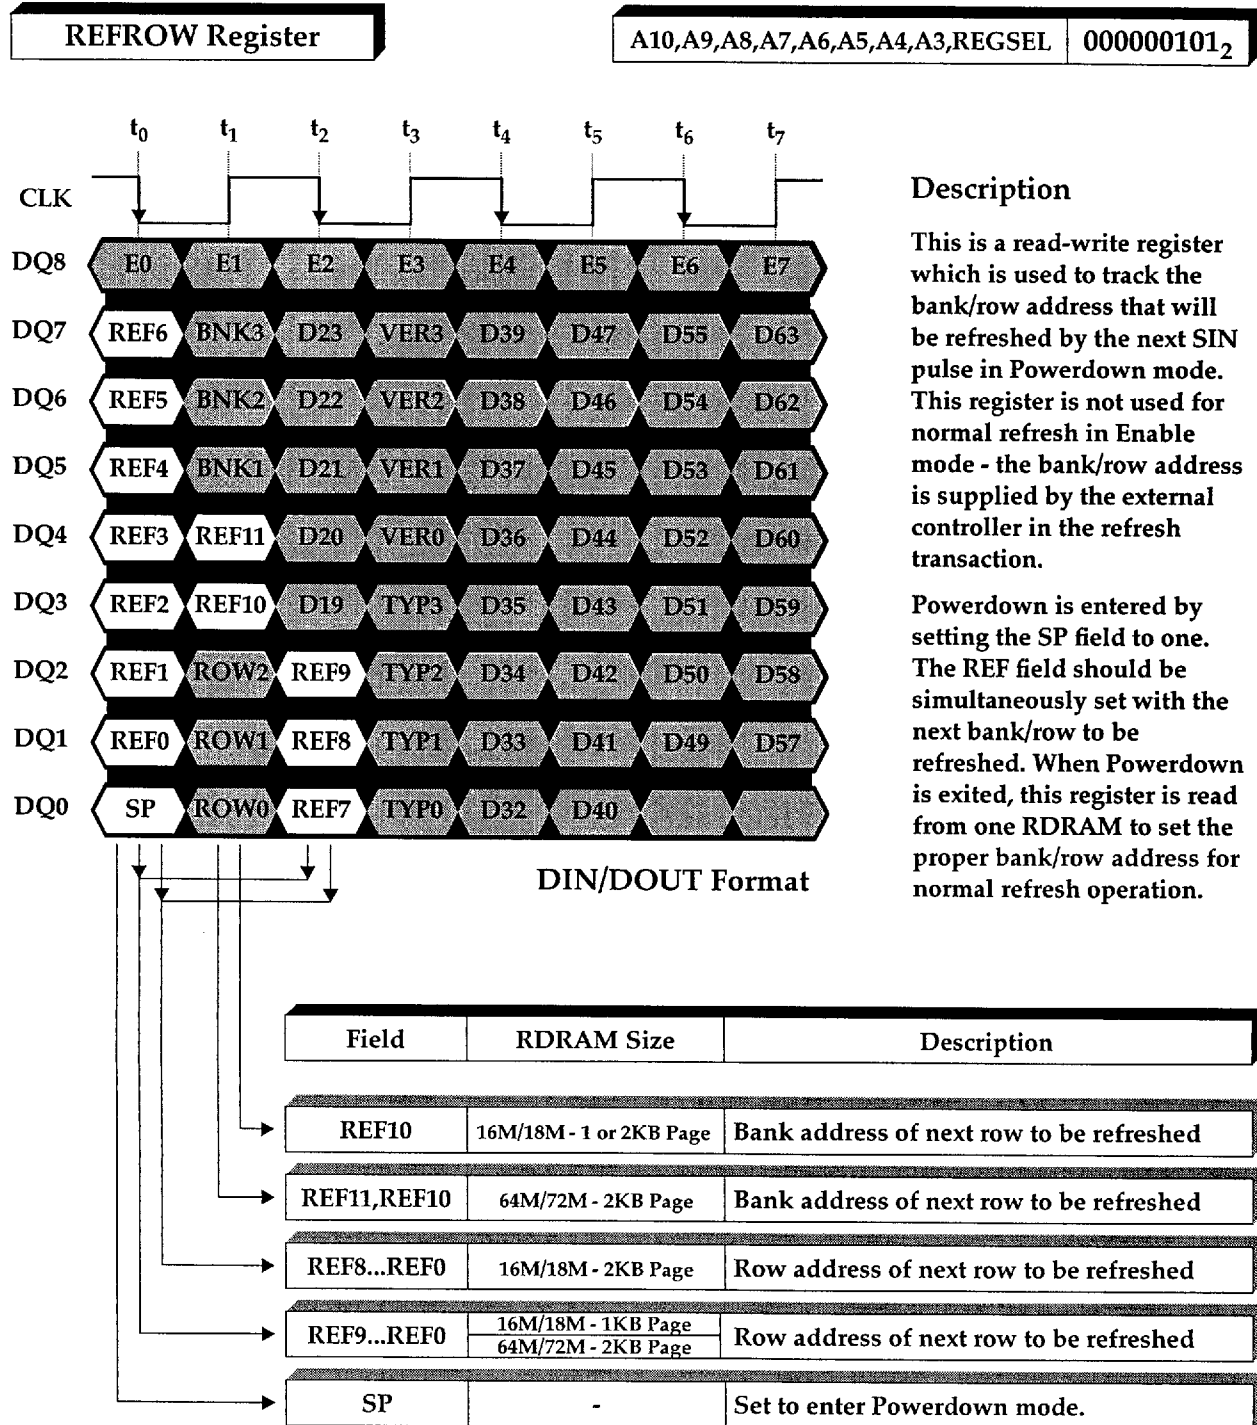 REFROW Register
A10,A9,A8,A7,A6,A5,A4,A3,REGSEL 000000101₂
t₀ t₁ t₂ t₃ t₄ t₅ t₆ t₇
CLK
DQ8 E0 E1 E2 E3 E4 E5 E6 E7
DQ7 REF6 BNK3 D23 VER3 D39 D47 D55 D63
DQ6 REF5 BNK2 D22 VER2 D38 D46 D54 D62
DQ5 REF4 BNK1 D21 VER1 D37 D45 D53 D61
DQ4 REF3 REF11 D20 VER0 D36 D44 D52 D60
DQ3 REF2 REF10 D19 TYP3 D35 D43 D51 D59
DQ2 REF1 ROW2 REF9 TYP2 D34 D42 D50 D58
DQ1 REF0 ROW1 REF8 TYP1 D33 D41 D49 D57
DQ0 SP ROW0 REF7 TYP0 D32 D40
DIN/DOUT Format
Description
This is a read-write register
which is used to track the
bank/row address that will
be refreshed by the next SIN
pulse in Powerdown mode.
This register is not used for
normal refresh in Enable
mode - the bank/row address
is supplied by the external
controller in the refresh
transaction.
Powerdown is entered by
setting the SP field to one.
The REF field should be
simultaneously set with the
next bank/row to be
refreshed. When Powerdown
is exited, this register is read
from one RDRAM to set the
proper bank/row address for
normal refresh operation.
Field RDRAM Size Description
REF10 16M/18M - 1 or 2KB Page Bank address of next row to be refreshed
REF11,REF10 64M/72M - 2KB Page Bank address of next row to be refreshed
REF8...REF0 16M/18M - 2KB Page Row address of next row to be refreshed
REF9...REF0 16M/18M - 1KB Page Row address of next row to be refreshed
64M/72M - 2KB Page
SP - Set to enter Powerdown mode.